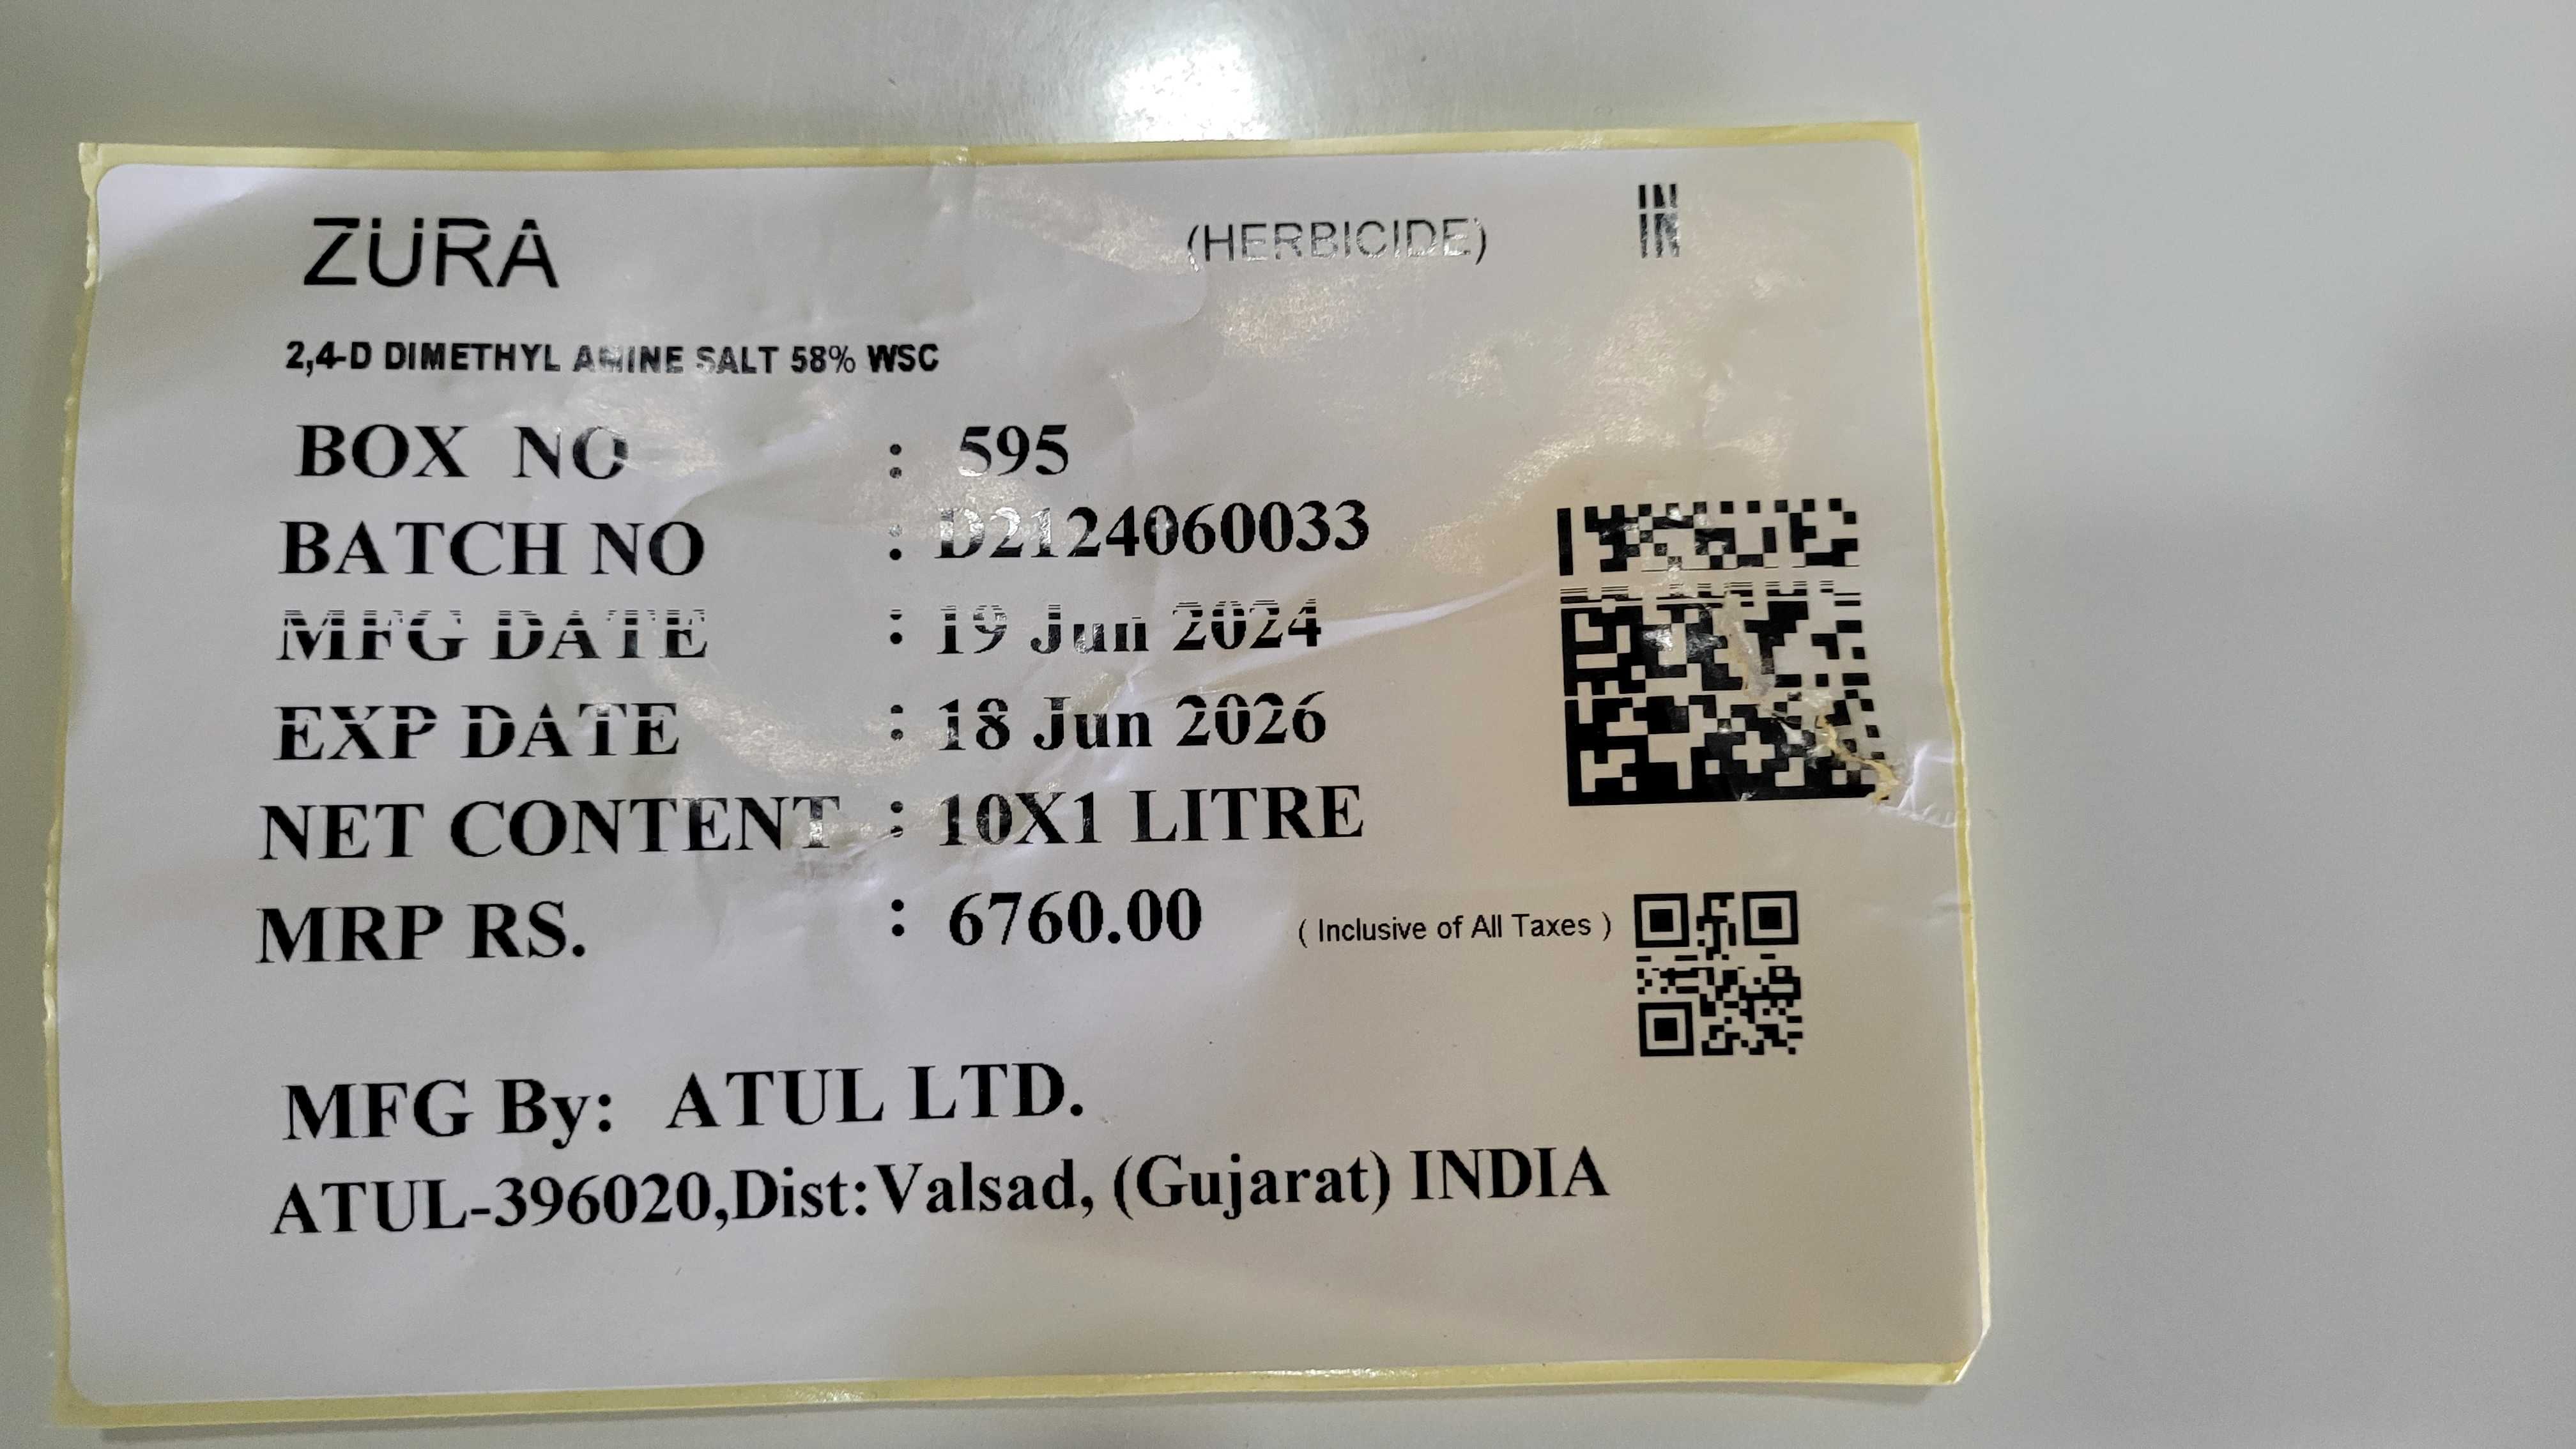 ZURA (HERBICIDE) IN
2,4-D DIMETHYL AMINE SALT 58% WSC
BOX NO : 595
BATCH NO : D2124060033
MFG DATE : 19 Jun 2024
EXP DATE : 18 Jun 2026
NET CONTENT : 10X1 LITRE
MRP RS. : 6760.00 ( Inclusive of All Taxes )
MFG By: ATUL LTD.
ATUL-396020,Dist:Valsad, (Gujarat) INDIA